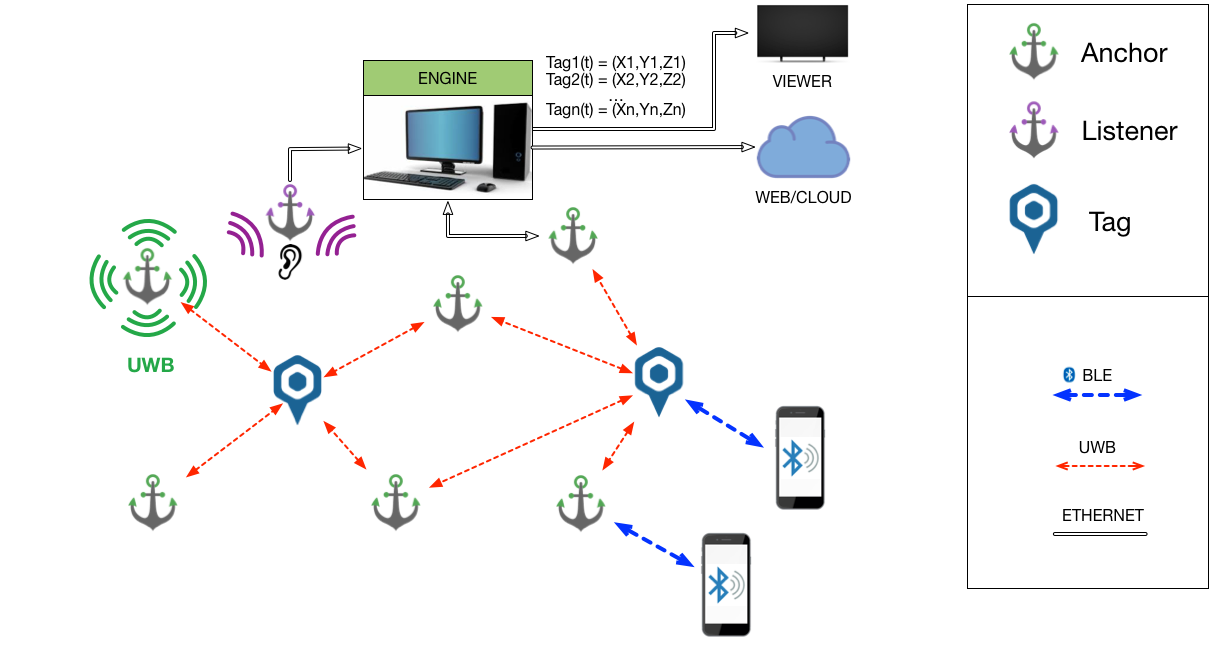 ENGINE
Tag1(t) = (X1,Y1,Z1)
Tag2(t) = (X2,Y2,Z2)
...
Tagn(t) = (Xn,Yn,Zn)
VIEWER
WEB/CLOUD
UWB
Anchor
Listener
Tag
BLE
UWB
ETHERNET